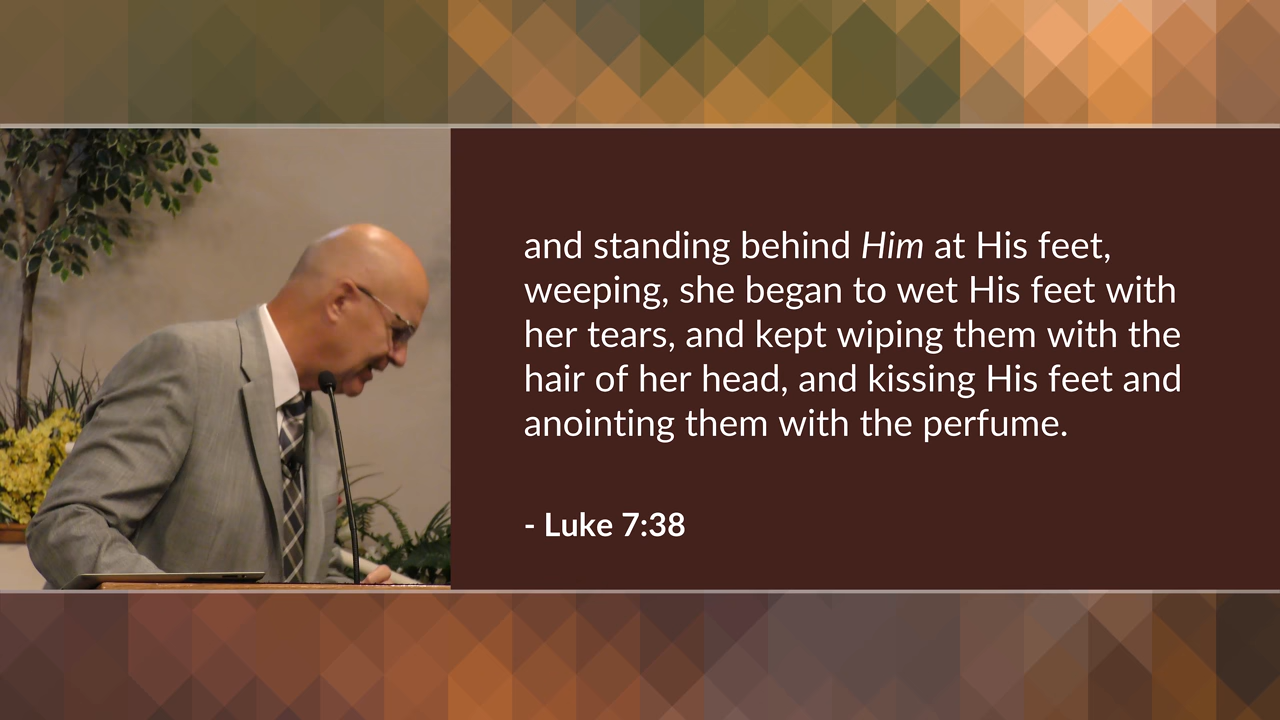 and standing behind Him at His feet,
weeping, she began to wet His feet with
her tears, and kept wiping them with the
hair of her head, and kissing His feet and
anointing them with the perfume.
- Luke 7:38